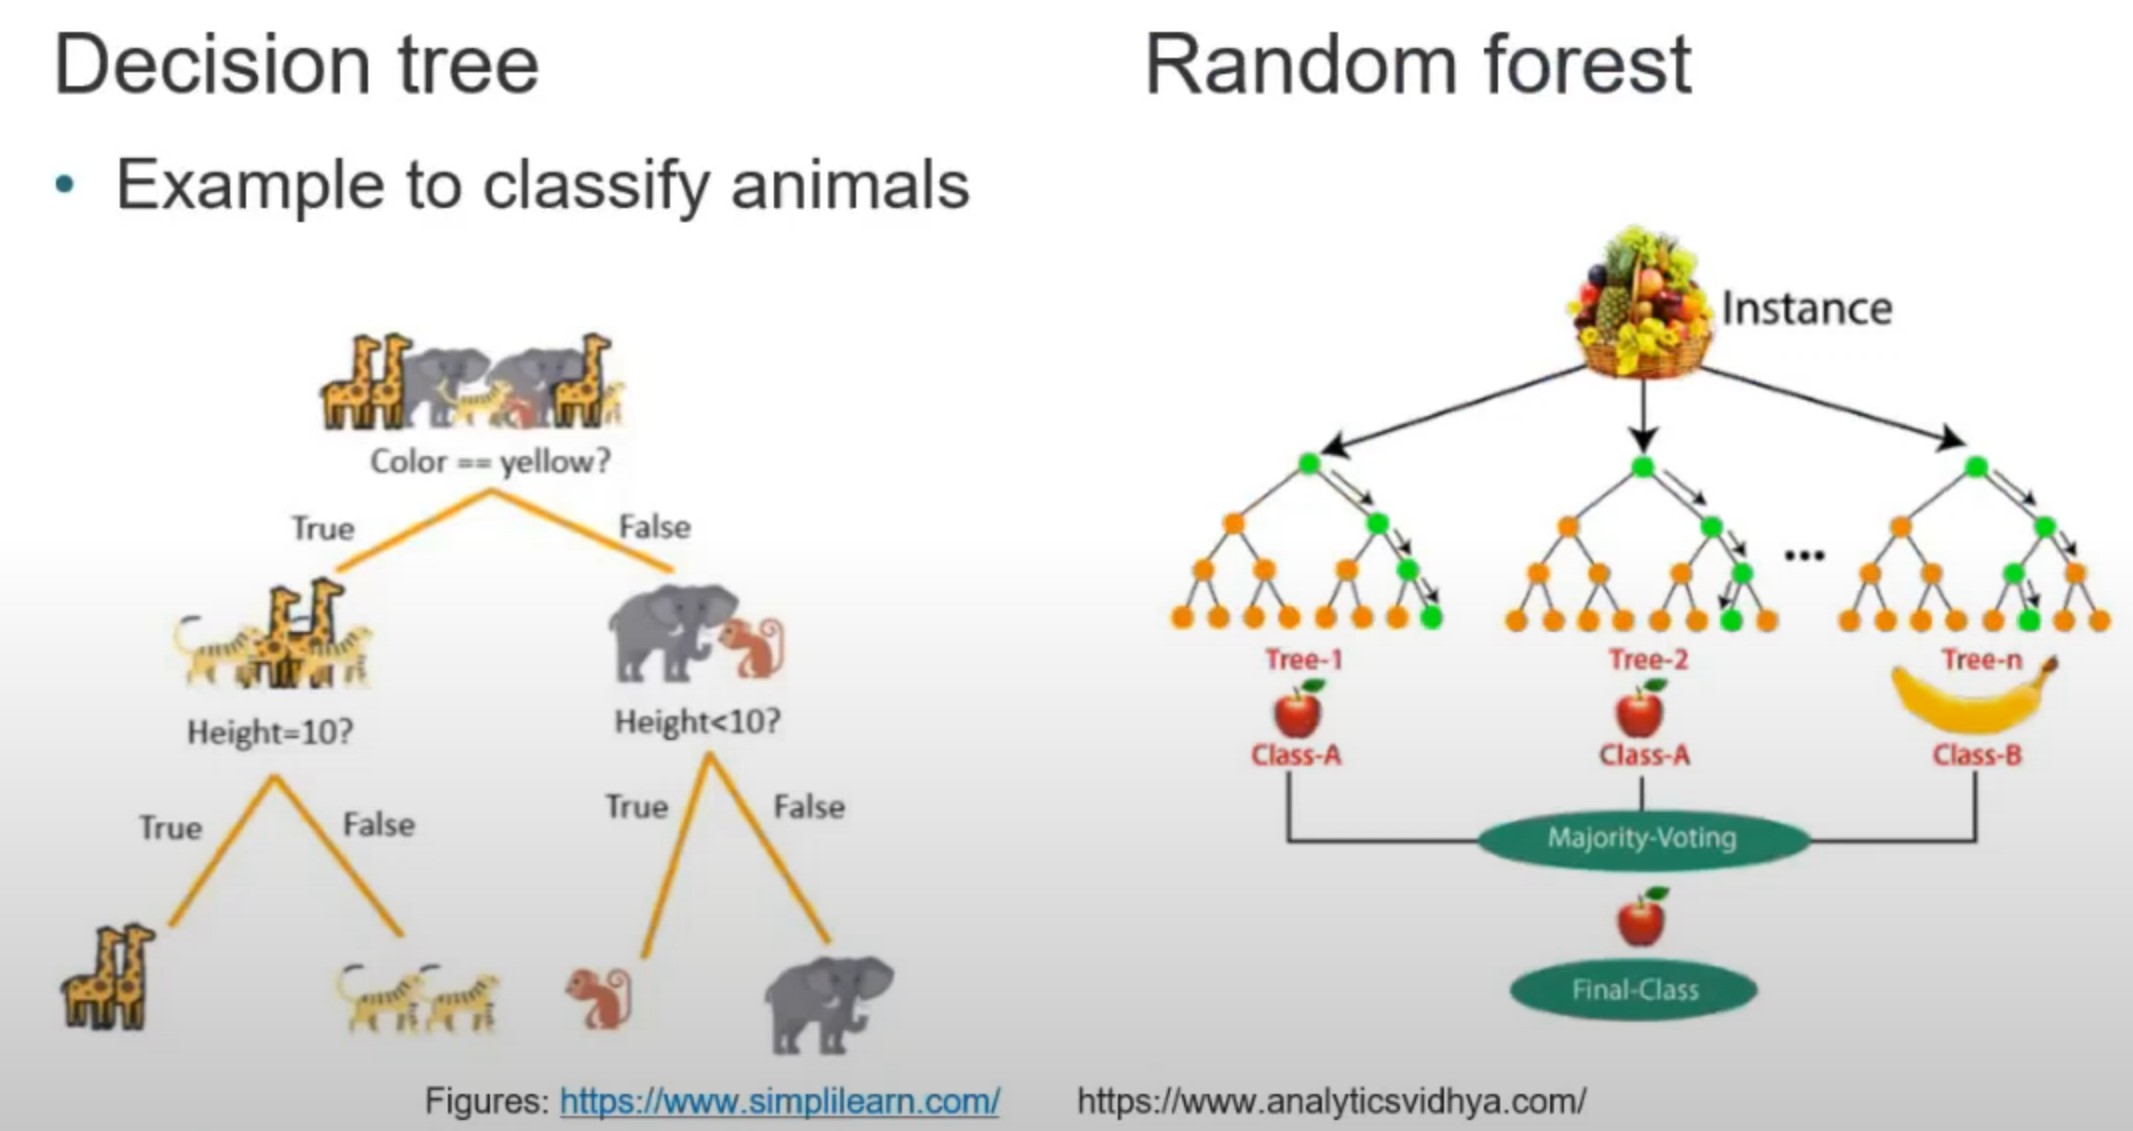 Decision tree
• Example to classify animals
Color == yellow?
True
False
Height=10?
Height<10?
True
False
True
False
Random forest
Instance
...
Tree-1
Tree-2
Tree-n
Class-A
Class-A
Class-B
Majority-Voting
Final-Class
Figures: https://www.simplilearn.com/
https://www.analyticsvidhya.com/